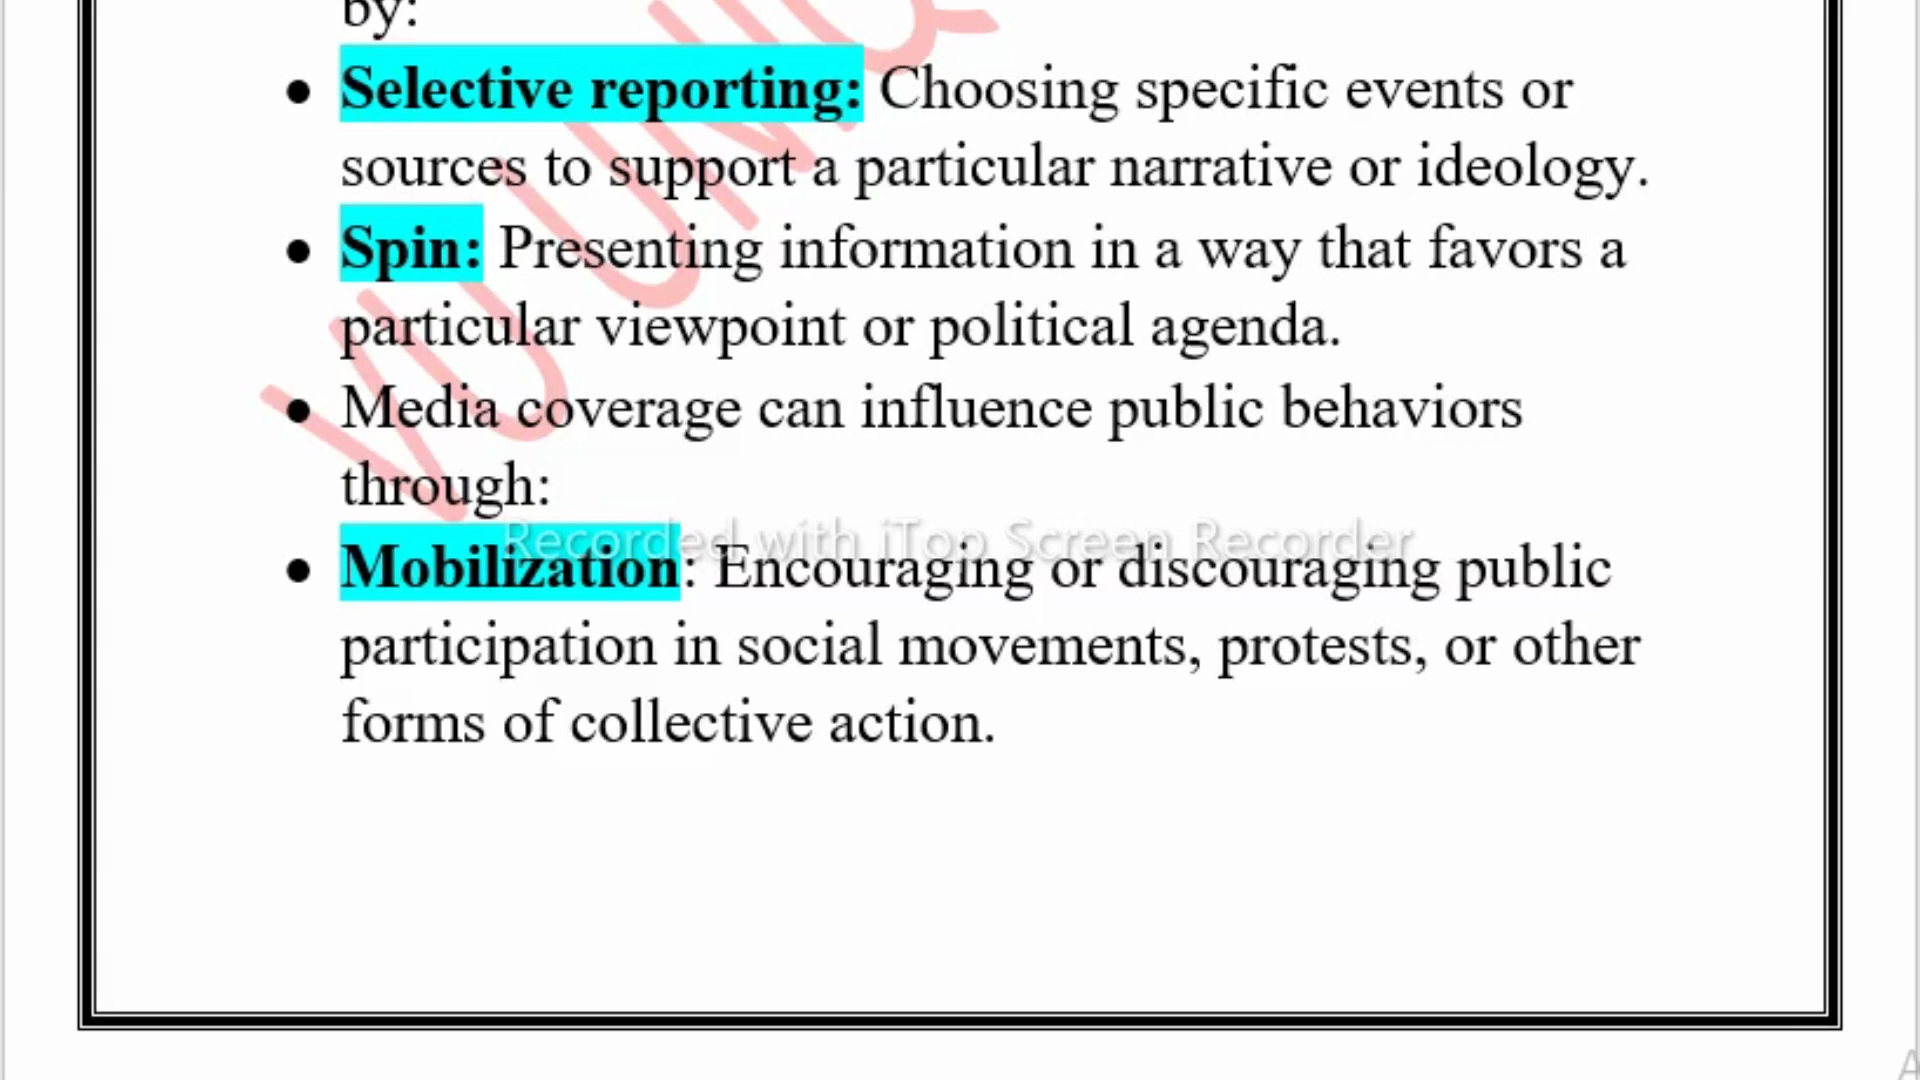 by:
● Selective reporting: Choosing specific events or
sources to support a particular narrative or ideology.
● Spin: Presenting information in a way that favors a
particular viewpoint or political agenda.
● Media coverage can influence public behaviors
through:
Recorded with iTop Screen Recorder
● Mobilization: Encouraging or discouraging public
participation in social movements, protests, or other
forms of collective action.
VU